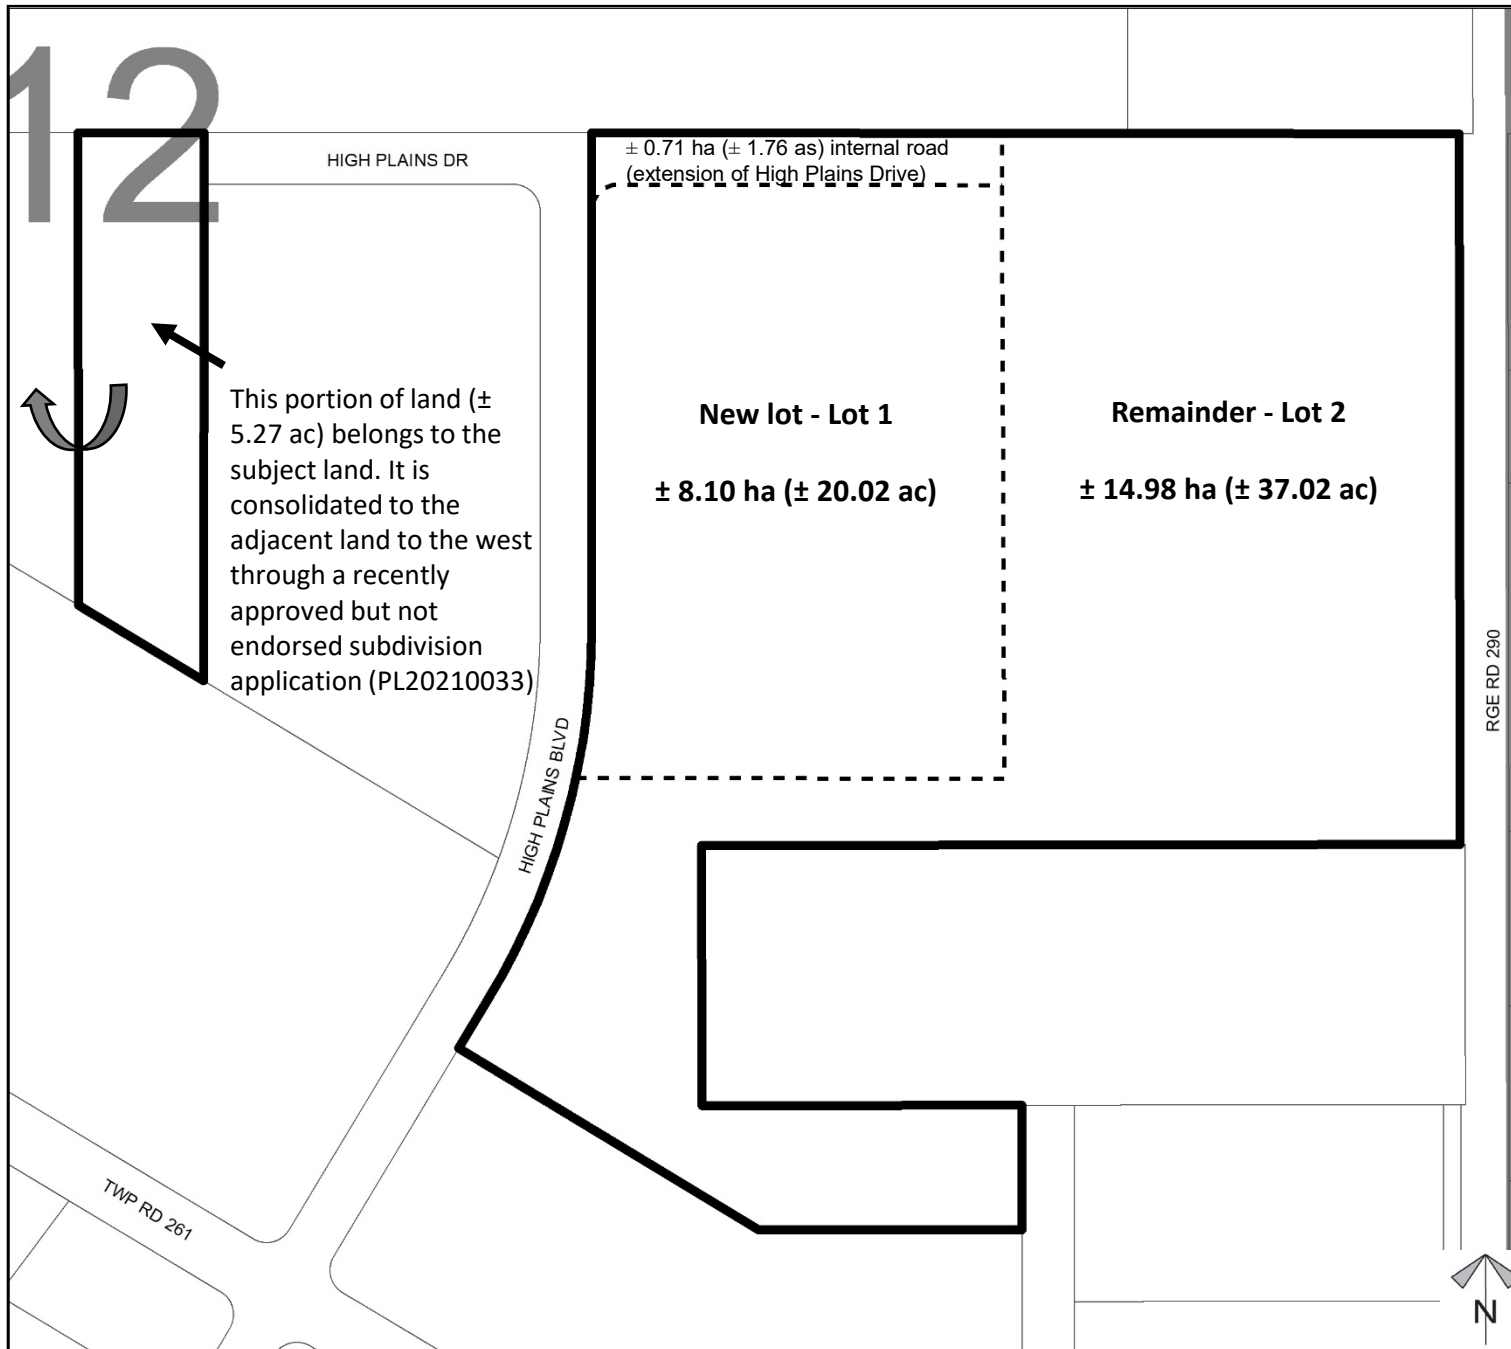 12
HIGH PLAINS DR
± 0.71 ha (± 1.76 as) internal road
(extension of High Plains Drive)
This portion of land (±
5.27 ac) belongs to the
subject land. It is
consolidated to the
adjacent land to the west
through a recently
approved but not
endorsed subdivision
application (PL20210033)
New lot - Lot 1
± 8.10 ha (± 20.02 ac)
Remainder - Lot 2
± 14.98 ha (± 37.02 ac)
RGE RD 290
HIGH PLAINS BLVD
TWP RD 261
N